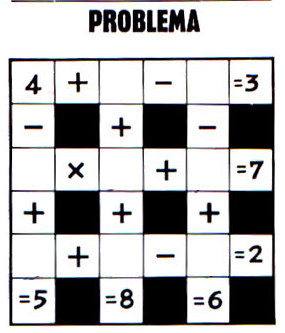 PROBLEMA
4 + − =3
− + −
× + =7
+ + +
+ − =2
=5 =8 =6